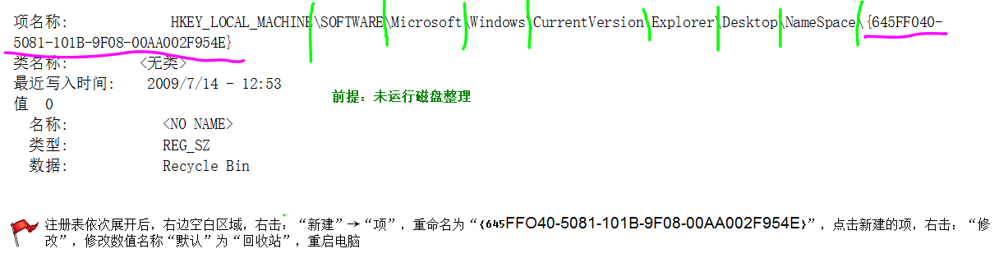 项名称: HKEY_LOCAL_MACHINE\SOFTWARE\Microsoft\Windows\CurrentVersion\Explorer\Desktop\NameSpace\{645FF040-
5081-101B-9F08-00AA002F954E}
类名称: <无类>
最近写入时间: 2009/7/14 - 12:53
前提：未运行磁盘整理
值 0
名称: <NO NAME>
类型: REG_SZ
数据: Recycle Bin
注册表依次展开后，右边空白区域，右击：“新建”→“项”，重命名为“{645FFO40-5081-101B-9F08-00AA002F954E}”，点击新建的项，右击：“修
改”，修改数值名称“默认”为“回收站”，重启电脑